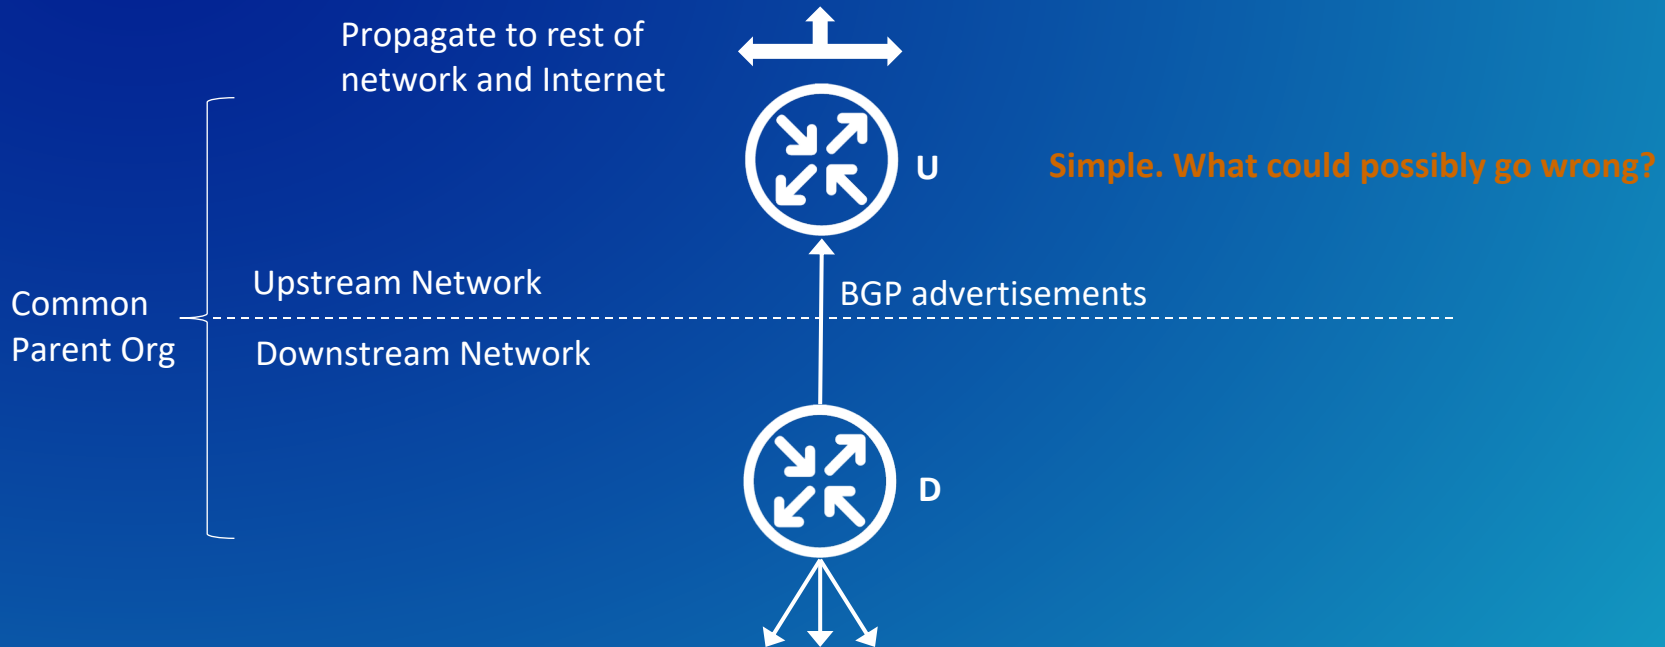 Propagate to rest of
network and Internet
U
Simple. What could possibly go wrong?
Upstream Network
BGP advertisements
Common
Parent Org
Downstream Network
D